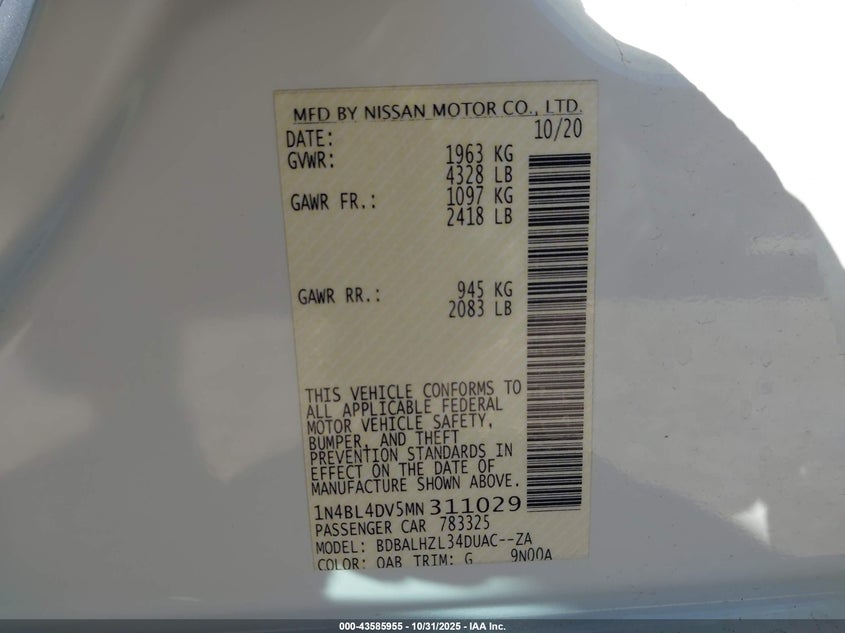 MFD BY NISSAN MOTOR CO., LTD.
DATE: 10/20
GVWR: 1963 KG
4328 LB
GAWR FR.: 1097 KG
2418 LB
GAWR RR.: 945 KG
2083 LB
THIS VEHICLE CONFORMS TO
ALL APPLICABLE FEDERAL
MOTOR VEHICLE SAFETY,
BUMPER, AND THEFT
PREVENTION STANDARDS IN
EFFECT ON THE DATE OF
MANUFACTURE SHOWN ABOVE.
1N4BL4DV5MN311029
PASSENGER CAR 783325
MODEL: BDBALHZL34DUAC--ZA
COLOR: QAB TRIM: G 9N00A
000-43585955 | 10/31/2025 - IAA Inc.